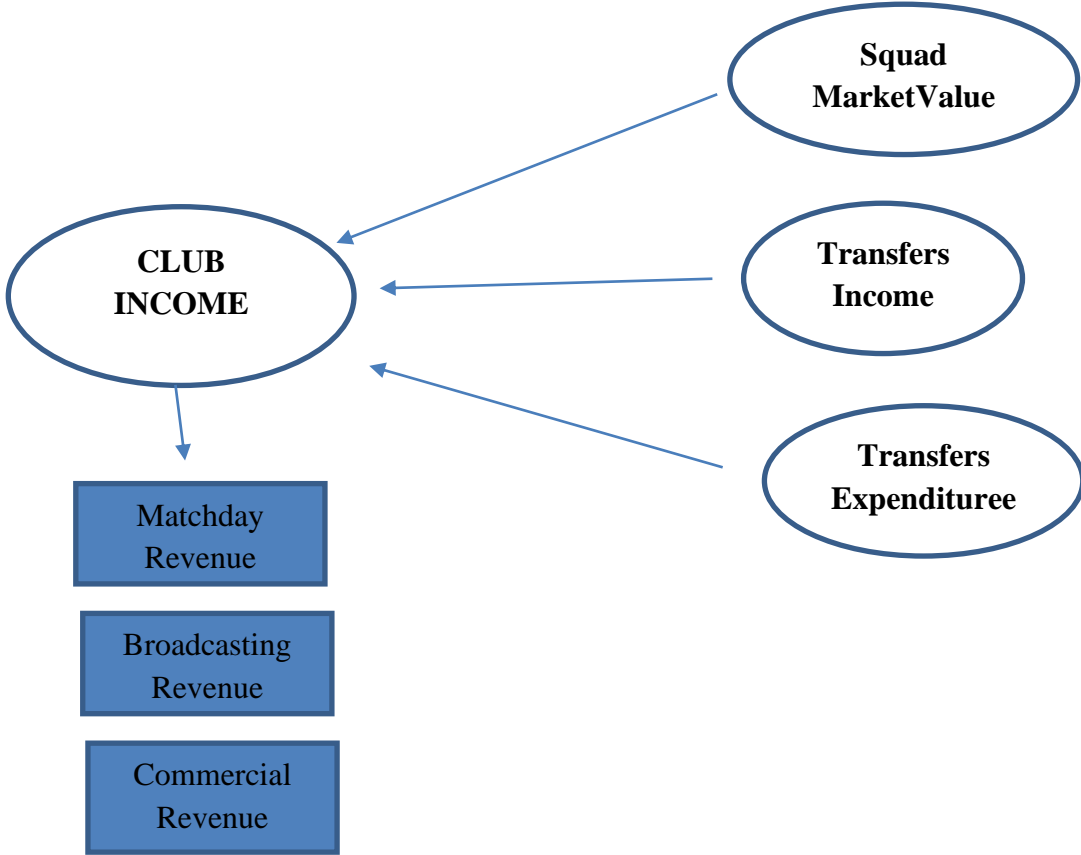 Squad
MarketValue
CLUB
INCOME
Transfers
Income
Transfers
Expendituree
Matchday
Revenue
Broadcasting
Revenue
Commercial
Revenue